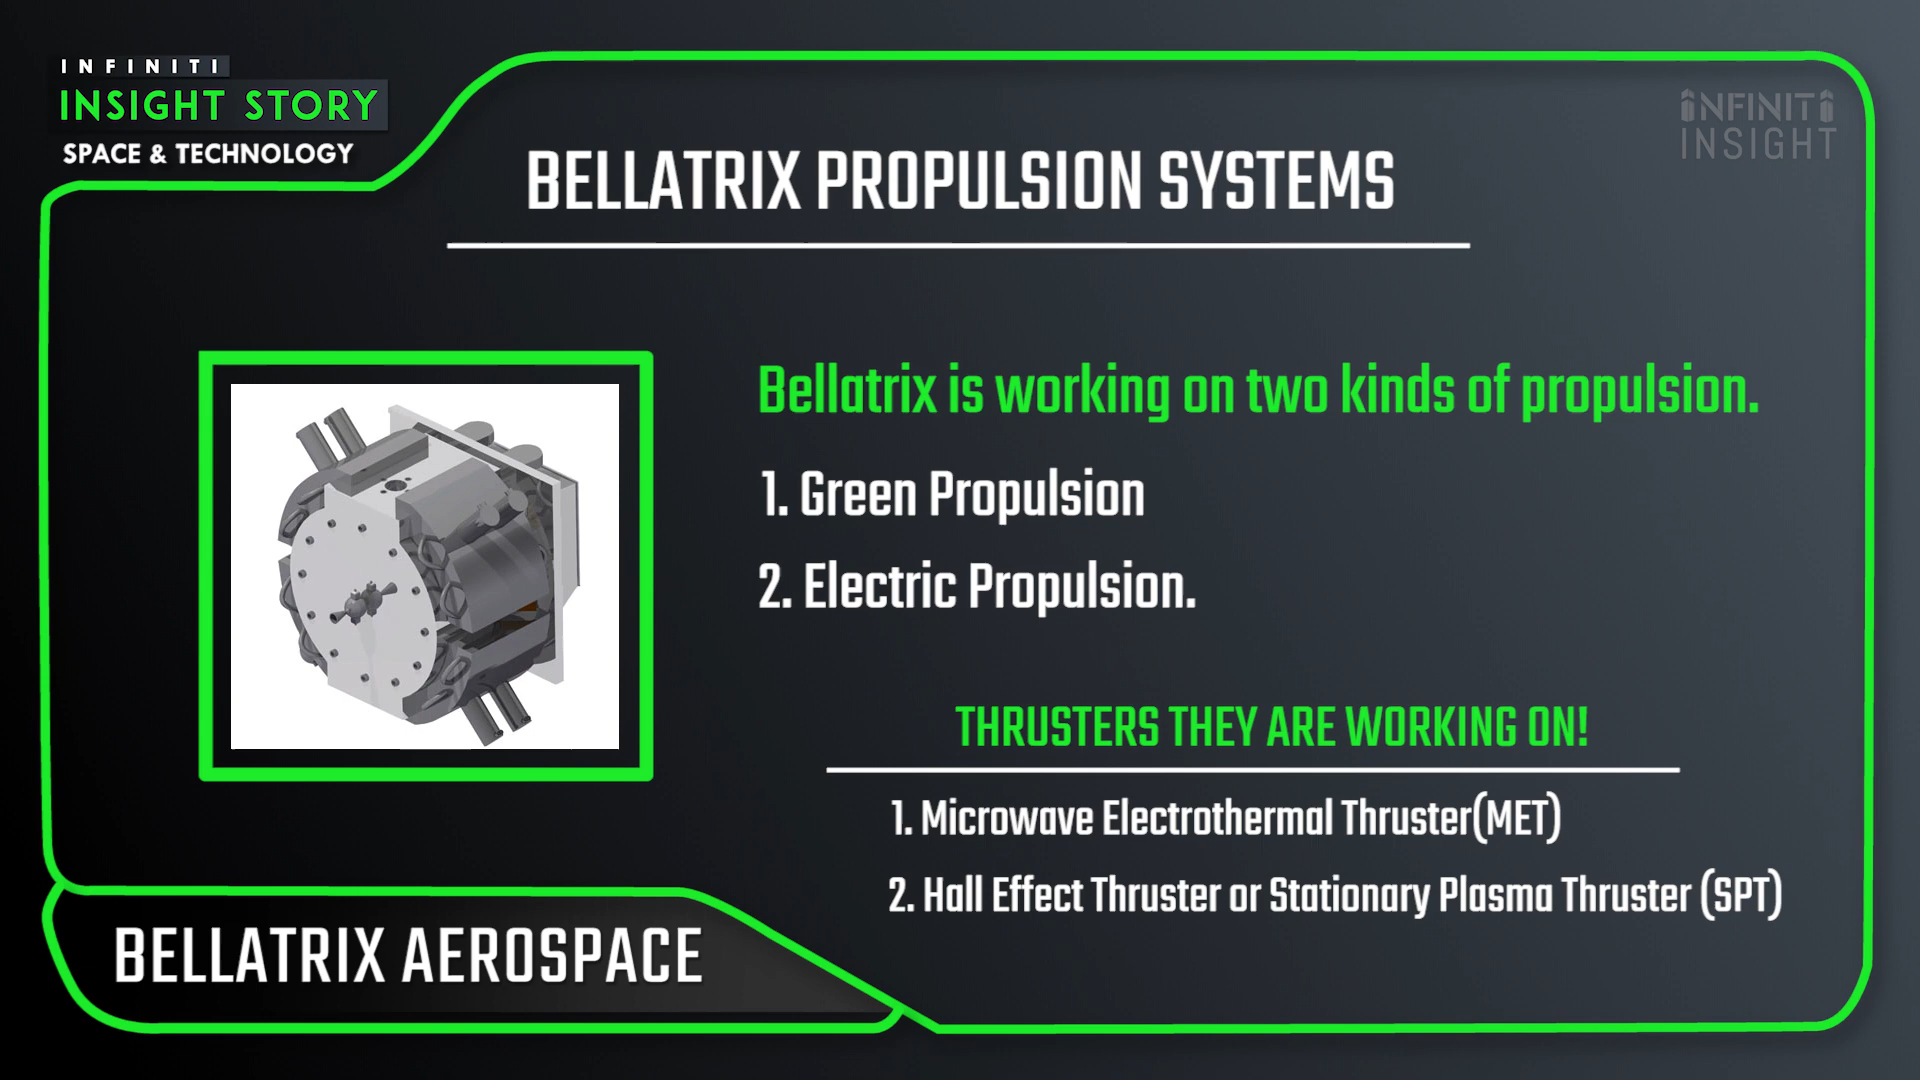 INFINITI
INSIGHT STORY
SPACE & TECHNOLOGY
INFINITI
INSIGHT
BELLATRIX PROPULSION SYSTEMS
Bellatrix is working on two kinds of propulsion.
1. Green Propulsion
2. Electric Propulsion.
THRUSTERS THEY ARE WORKING ON!
1. Microwave Electrothermal Thruster(MET)
2. Hall Effect Thruster or Stationary Plasma Thruster (SPT)
BELLATRIX AEROSPACE